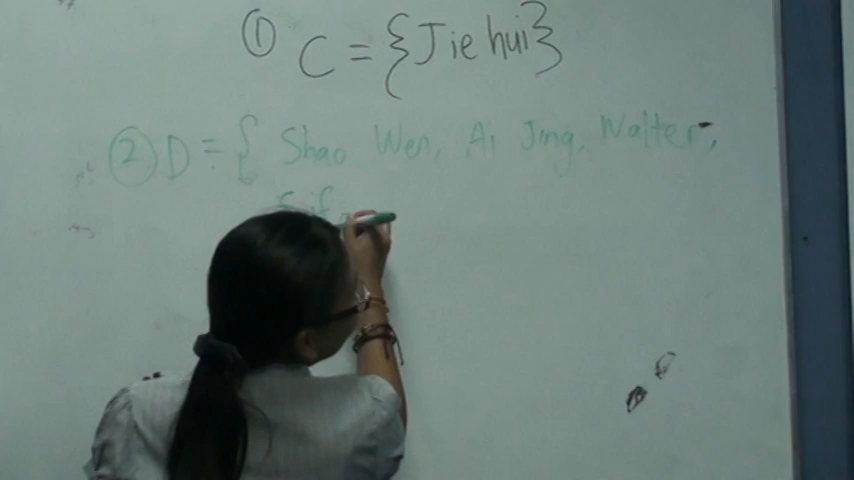 ① C = {Jie hui}
② D = { Shao Wen, Ai Jing, Walter,